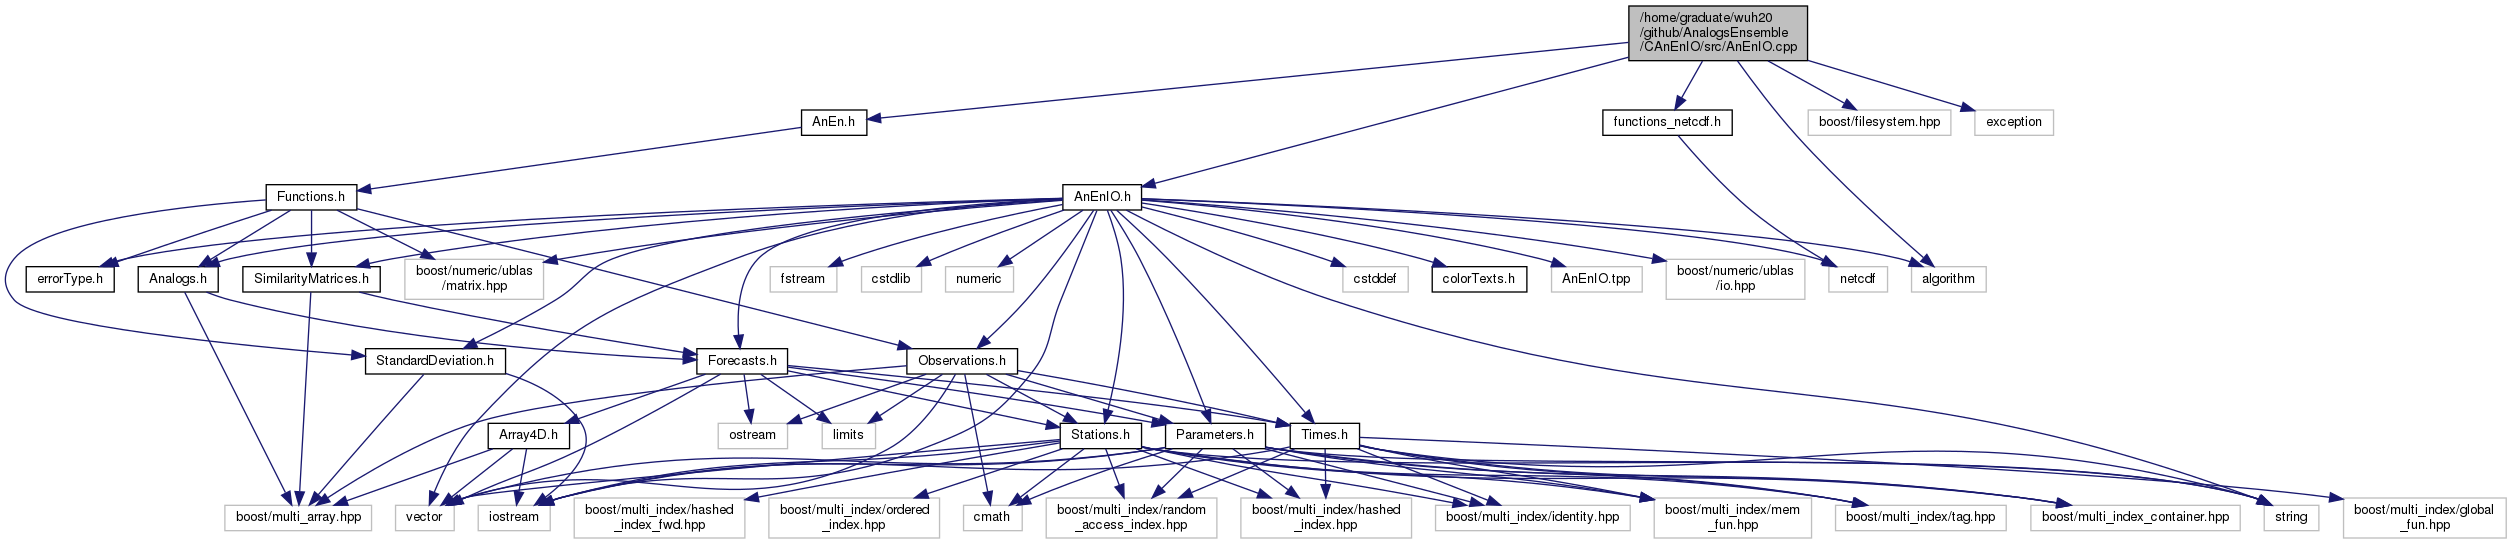 /home/graduate/wuh20
/github/AnalogsEnsemble
/CAnEnIO/src/AnEnIO.cpp
AnEn.h
functions_netcdf.h
boost/filesystem.hpp
exception
Functions.h
AnEnIO.h
errorType.h
Analogs.h
SimilarityMatrices.h
boost/numeric/ublas
/matrix.hpp
fstream
cstdlib
numeric
cstddef
colorTexts.h
AnEnIO.tpp
boost/numeric/ublas
/io.hpp
netcdf
algorithm
StandardDeviation.h
Forecasts.h
Observations.h
Array4D.h
ostream
limits
Stations.h
Parameters.h
Times.h
boost/multi_array.hpp
vector
iostream
boost/multi_index/hashed
_index_fwd.hpp
boost/multi_index/ordered
_index.hpp
cmath
boost/multi_index/random
_access_index.hpp
boost/multi_index/hashed
_index.hpp
boost/multi_index/identity.hpp
boost/multi_index/mem
_fun.hpp
boost/multi_index/tag.hpp
boost/multi_index_container.hpp
string
boost/multi_index/global
_fun.hpp